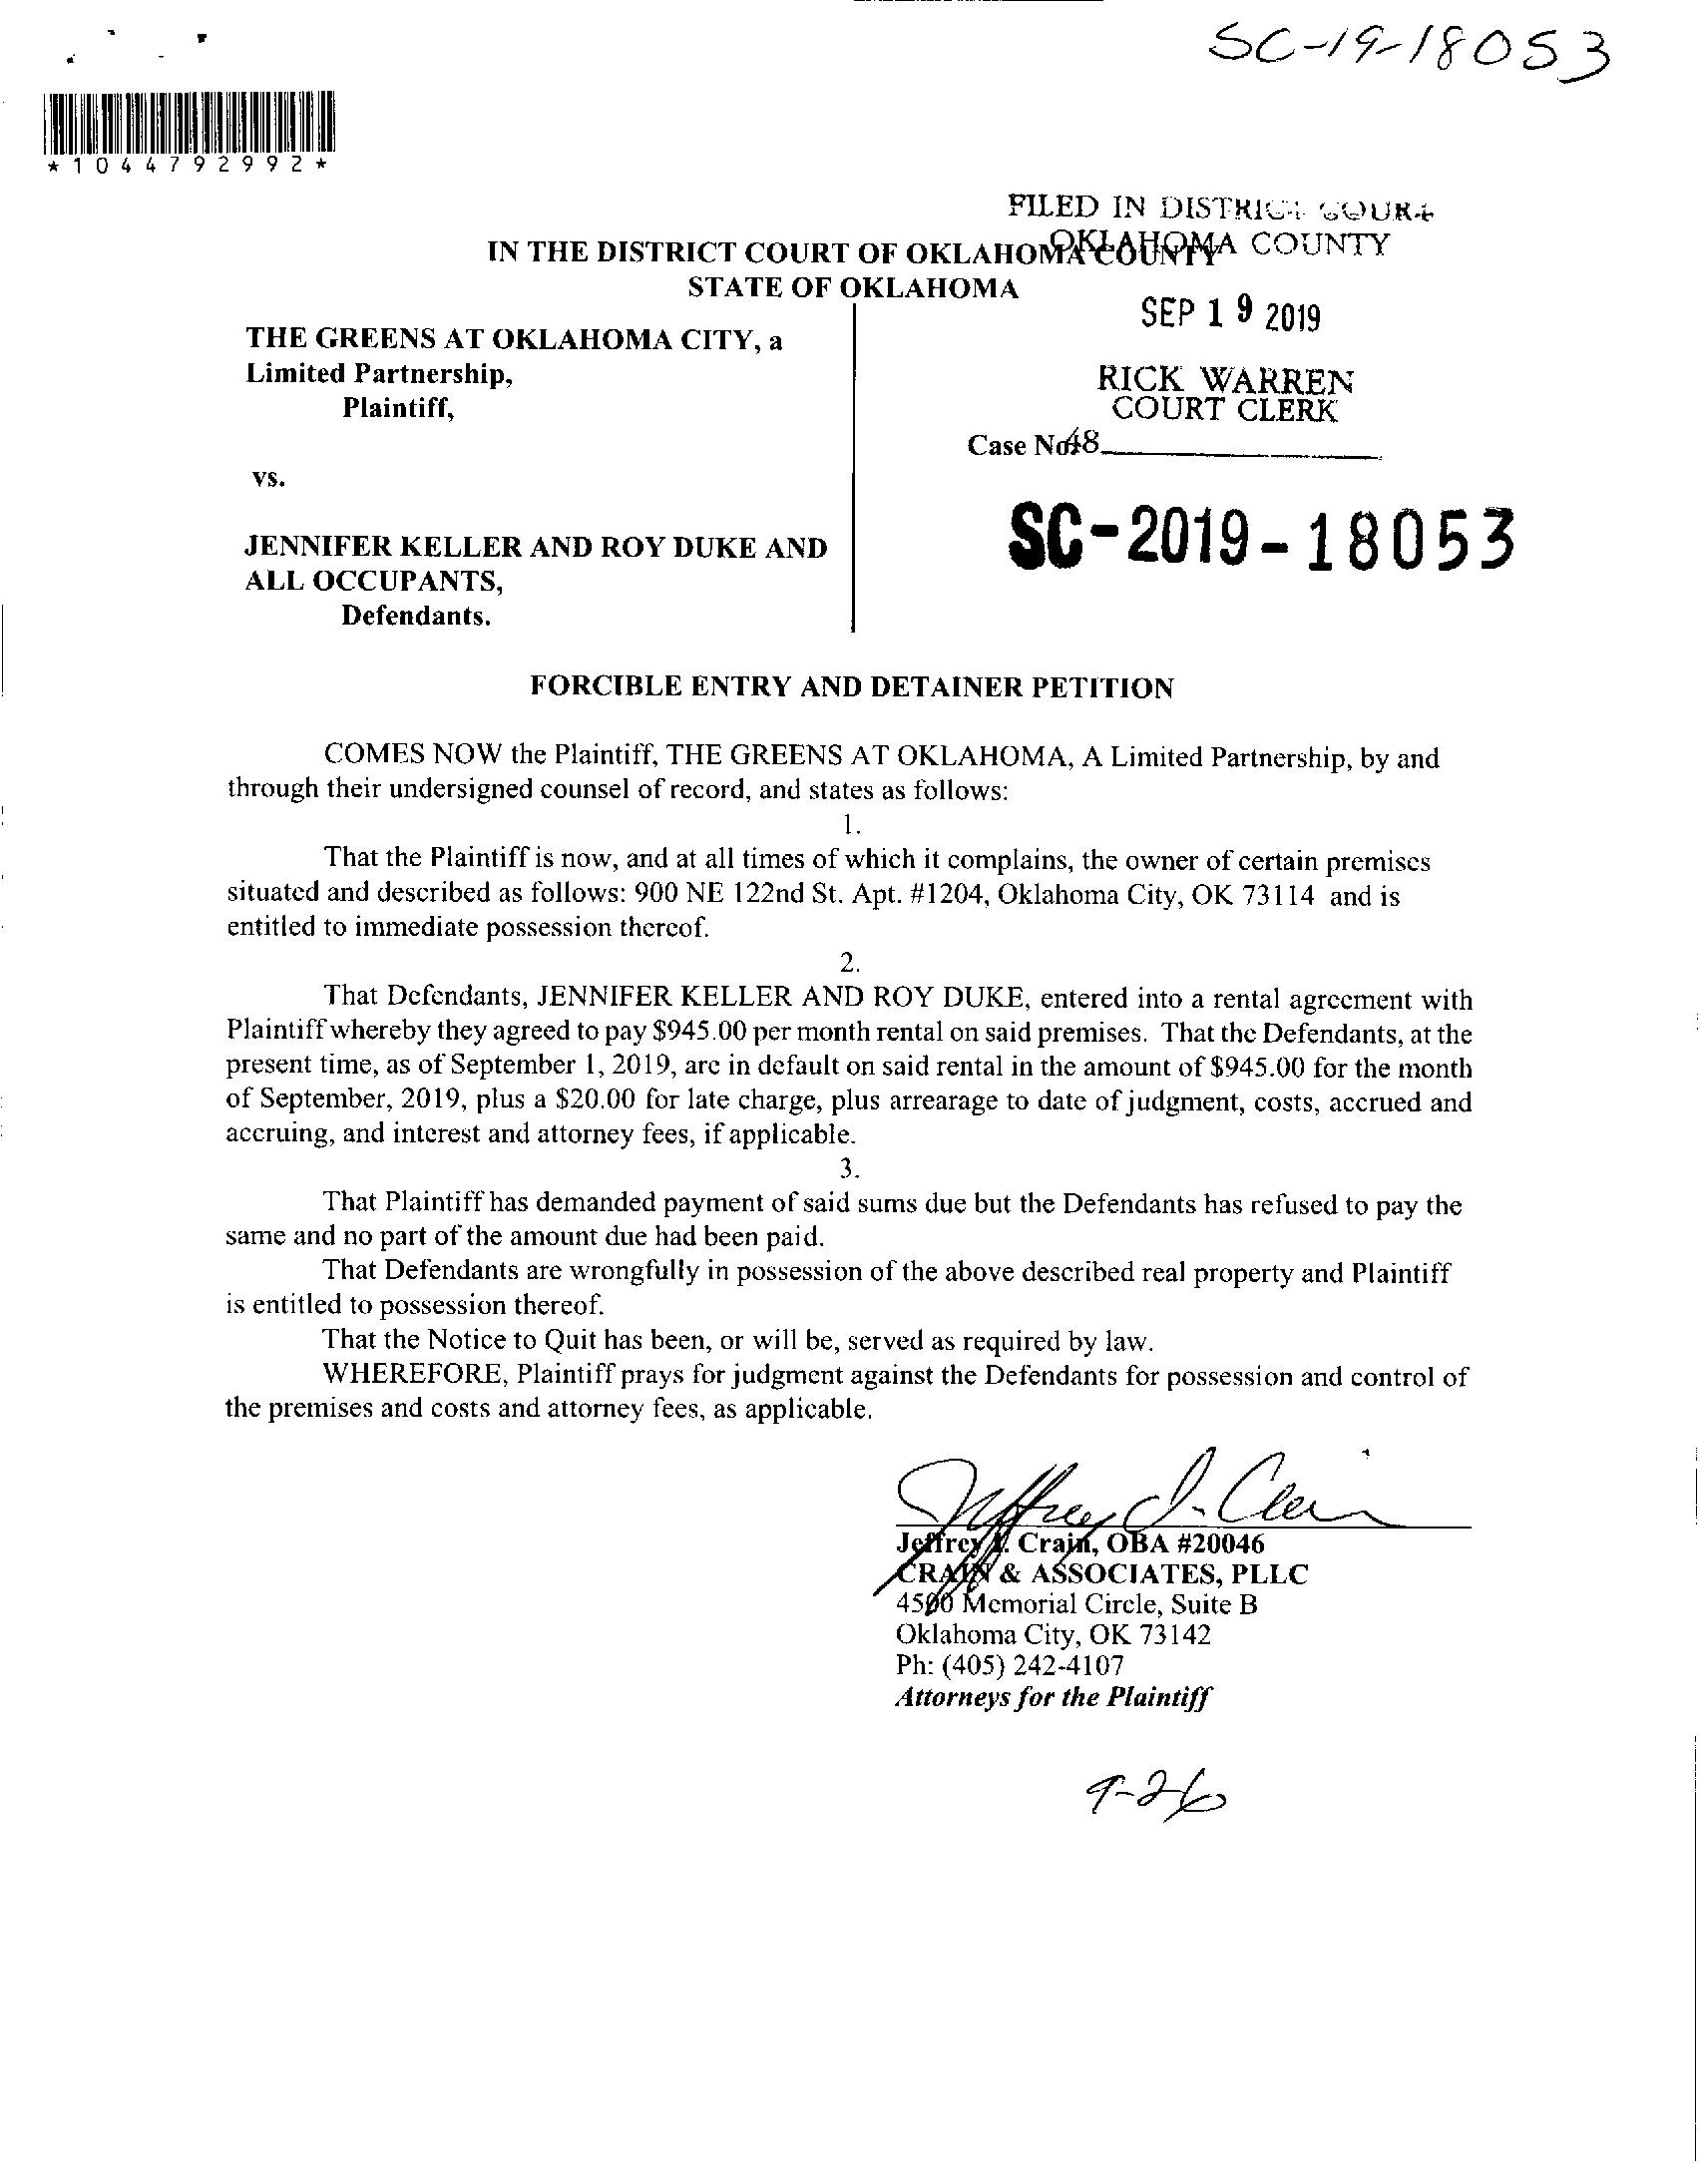 SC-19-18053
*1044792992*
FILED IN DISTRICT COURT
OKLAHOMA COUNTY
IN THE DISTRICT COURT OF OKLAHOMA COUNTY
STATE OF OKLAHOMA
SEP 19 2019
THE GREENS AT OKLAHOMA CITY, a
Limited Partnership,
Plaintiff,
RICK WARREN
COURT CLERK
Case No
48
vs.
SC-2019-18053
JENNIFER KELLER AND ROY DUKE AND
ALL OCCUPANTS,
Defendants.
FORCIBLE ENTRY AND DETAINER PETITION
COMES NOW the Plaintiff, THE GREENS AT OKLAHOMA, A Limited Partnership, by and
through their undersigned counsel of record, and states as follows:
1.
That the Plaintiff is now, and at all times of which it complains, the owner of certain premises
situated and described as follows: 900 NE 122nd St. Apt. #1204, Oklahoma City, OK 73114 and is
entitled to immediate possession thereof.
2.
That Defendants, JENNIFER KELLER AND ROY DUKE, entered into a rental agreement with
Plaintiff whereby they agreed to pay $945.00 per month rental on said premises. That the Defendants, at the
present time, as of September 1, 2019, are in default on said rental in the amount of $945.00 for the month
of September, 2019, plus a $20.00 for late charge, plus arrearage to date of judgment, costs, accrued and
accruing, and interest and attorney fees, if applicable.
3.
That Plaintiff has demanded payment of said sums due but the Defendants has refused to pay the
same and no part of the amount due had been paid.
That Defendants are wrongfully in possession of the above described real property and Plaintiff
is entitled to possession thereof.
That the Notice to Quit has been, or will be, served as required by law.
WHEREFORE, Plaintiff prays for judgment against the Defendants for possession and control of
the premises and costs and attorney fees, as applicable.
Jeffrey Crain, OBA #20046
CRAIN & ASSOCIATES, PLLC
4500 Memorial Circle, Suite B
Oklahoma City, OK 73142
Ph: (405) 242-4107
Attorneys for the Plaintiff
9-26